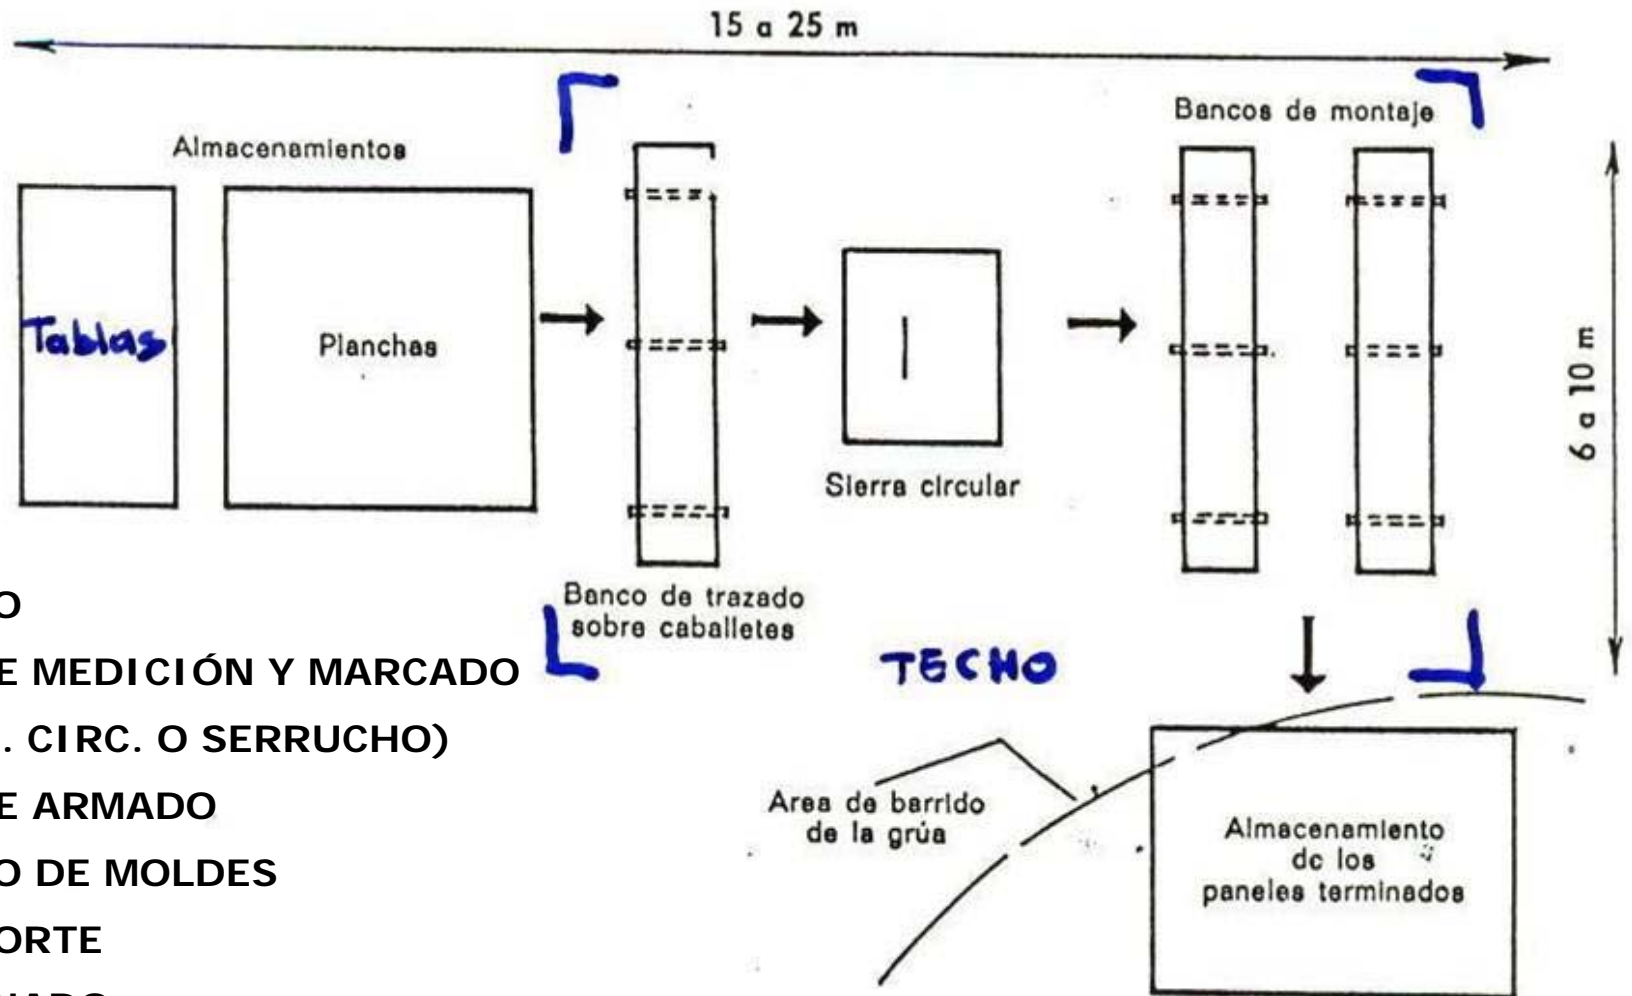 15 a 25 m
Almacenamientos
Bancos de montaje
Tablas
Planchas
6 a 10 m
Sierra circular
Banco de trazado
sobre caballetes
O
E MEDICIÓN Y MARCADO
. CIRC. O SERRUCHO)
E ARMADO
O DE MOLDES
ORTE
TECHO
Area de barrido
de la grúa
Almacenamiento
de los
paneles terminados